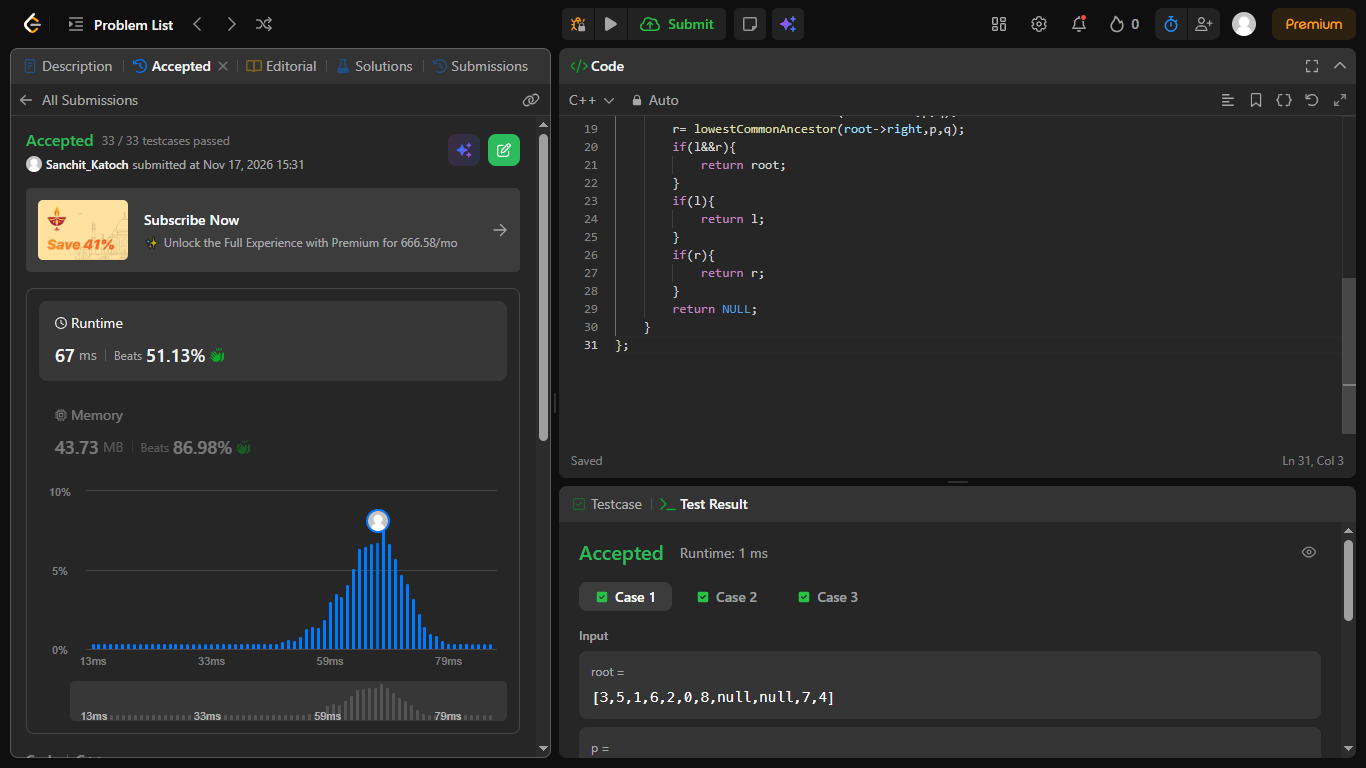 Problem List
Submit
0
Premium
Description
Accepted
Editorial
Solutions
Submissions
All Submissions
Accepted 33 / 33 testcases passed
Sanchit_Katoch submitted at Nov 17, 2026 15:31
Save 41%
Subscribe Now
✨ Unlock the Full Experience with Premium for 666.58/mo
Runtime
67 ms
Beats 51.13%
Memory
43.73 MB
Beats 86.98%
10%
5%
0%
13ms 33ms 59ms 79ms
13ms 33ms 59ms 79ms
</> Code
C++
Auto
19 r= lowestCommonAncestor(root->right,p,q);
20 if(l&&r){
21 return root;
22 }
23 if(l){
24 return l;
25 }
26 if(r){
27 return r;
28 }
29 return NULL;
30 }
31 };
Saved
Ln 31, Col 3
Testcase
Test Result
Accepted Runtime: 1 ms
Case 1
Case 2
Case 3
Input
root =
[3,5,1,6,2,0,8,null,null,7,4]
p =